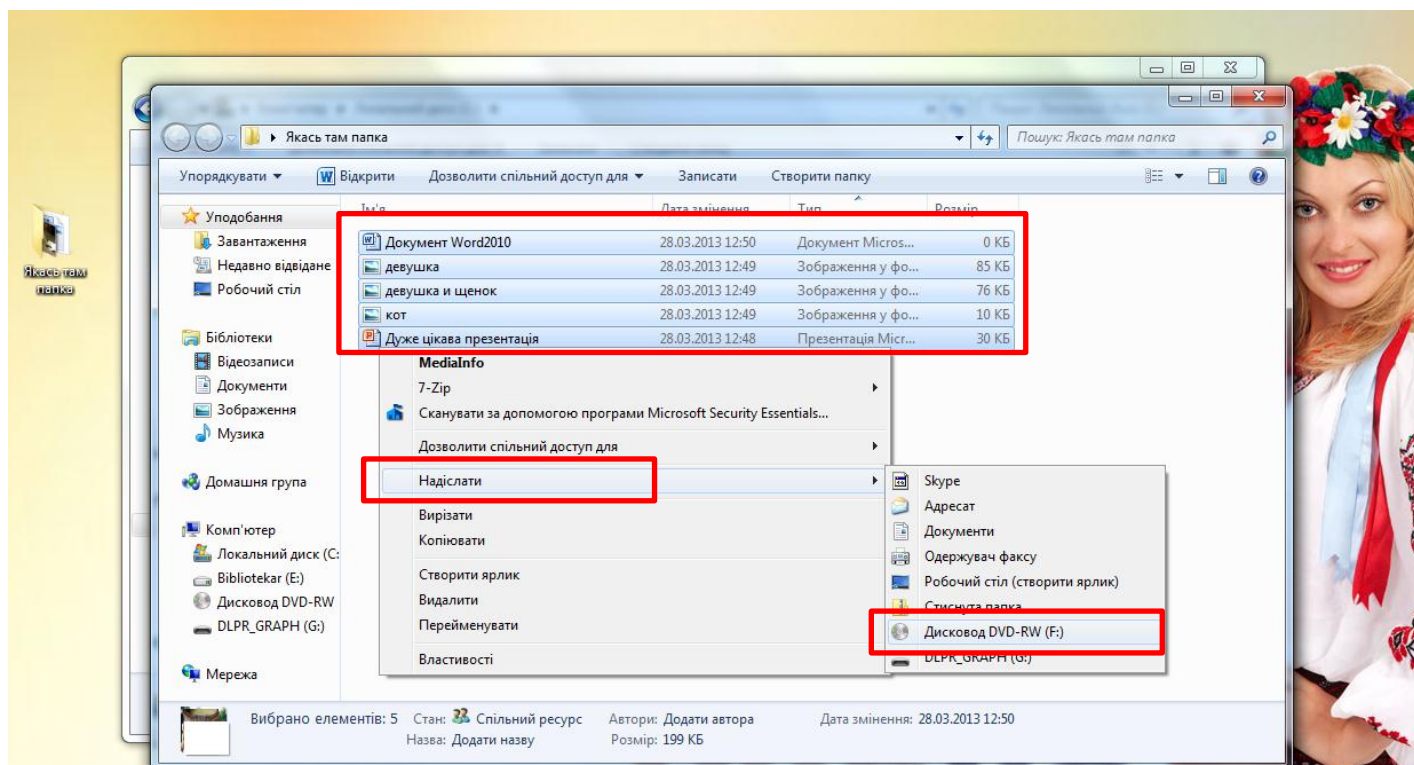 Якась там папка
Пошук: Якась там папка
Упорядкувати
Відкрити
Дозволити спільний доступ для
Записати
Створити папку
Якась там
папка
Уподобання
Завантаження
Недавно відвідане
Робочий стіл
Бібліотеки
Відеозаписи
Документи
Зображення
Музика
Домашня група
Комп'ютер
Локальний диск (C:
Bibliotekar (E:)
Дисковод DVD-RW
DLPR_GRAPH (G:)
Мережа
Ім'я Дата змінення Тип Розмір
Документ Word2010 28.03.2013 12:50 Документ Micros... 0 КБ
девушка 28.03.2013 12:49 Зображення у фо... 85 КБ
девушка и щенок 28.03.2013 12:49 Зображення у фо... 76 КБ
кот 28.03.2013 12:49 Зображення у фо... 10 КБ
Дуже цікава презентація 28.03.2013 12:48 Презентація Micr... 30 КБ
MediaInfo
7-Zip
Сканувати за допомогою програми Microsoft Security Essentials...
Дозволити спільний доступ для
Надіслати
Вирізати
Копіювати
Створити ярлик
Видалити
Перейменувати
Властивості
Skype
Адресат
Документи
Одержувач факсу
Робочий стіл (створити ярлик)
Стиснута папка
Дисковод DVD-RW (F:)
DLPR_GRAPH (G:)
Вибрано елементів: 5 Стан: Спільний ресурс Автори: Додати автора Дата змінення: 28.03.2013 12:50
Назва: Додати назву Розмір: 199 КБ